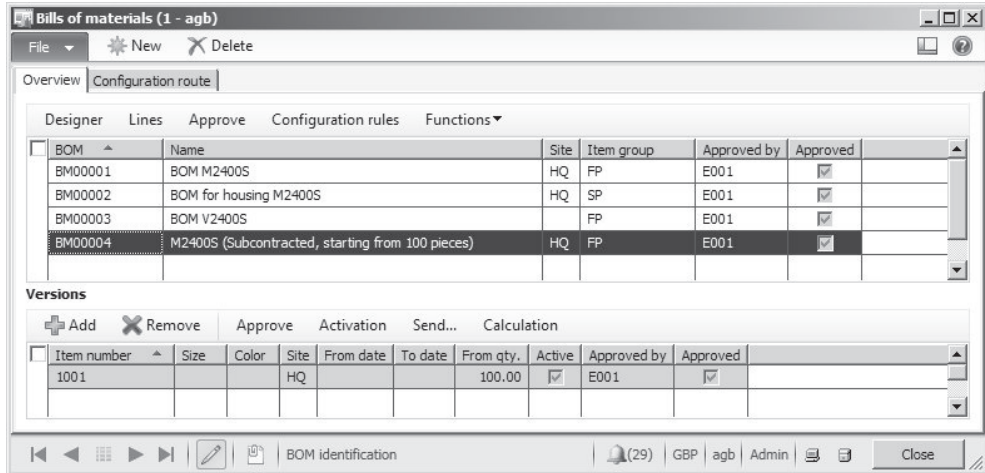 Bills of materials (1 - agb)
File New Delete
Overview Configuration route
Designer Lines Approve Configuration rules Functions
BOM Name Site Item group Approved by Approved
BM00001 BOM M2400S HQ FP E001
BM00002 BOM for housing M2400S HQ SP E001
BM00003 BOM V2400S FP E001
BM00004 M2400S (Subcontracted, starting from 100 pieces) HQ FP E001
Versions
Add Remove Approve Activation Send... Calculation
Item number Size Color Site From date To date From qty. Active Approved by Approved
1001 HQ 100.00 E001
BOM identification (29) GBP agb Admin Close